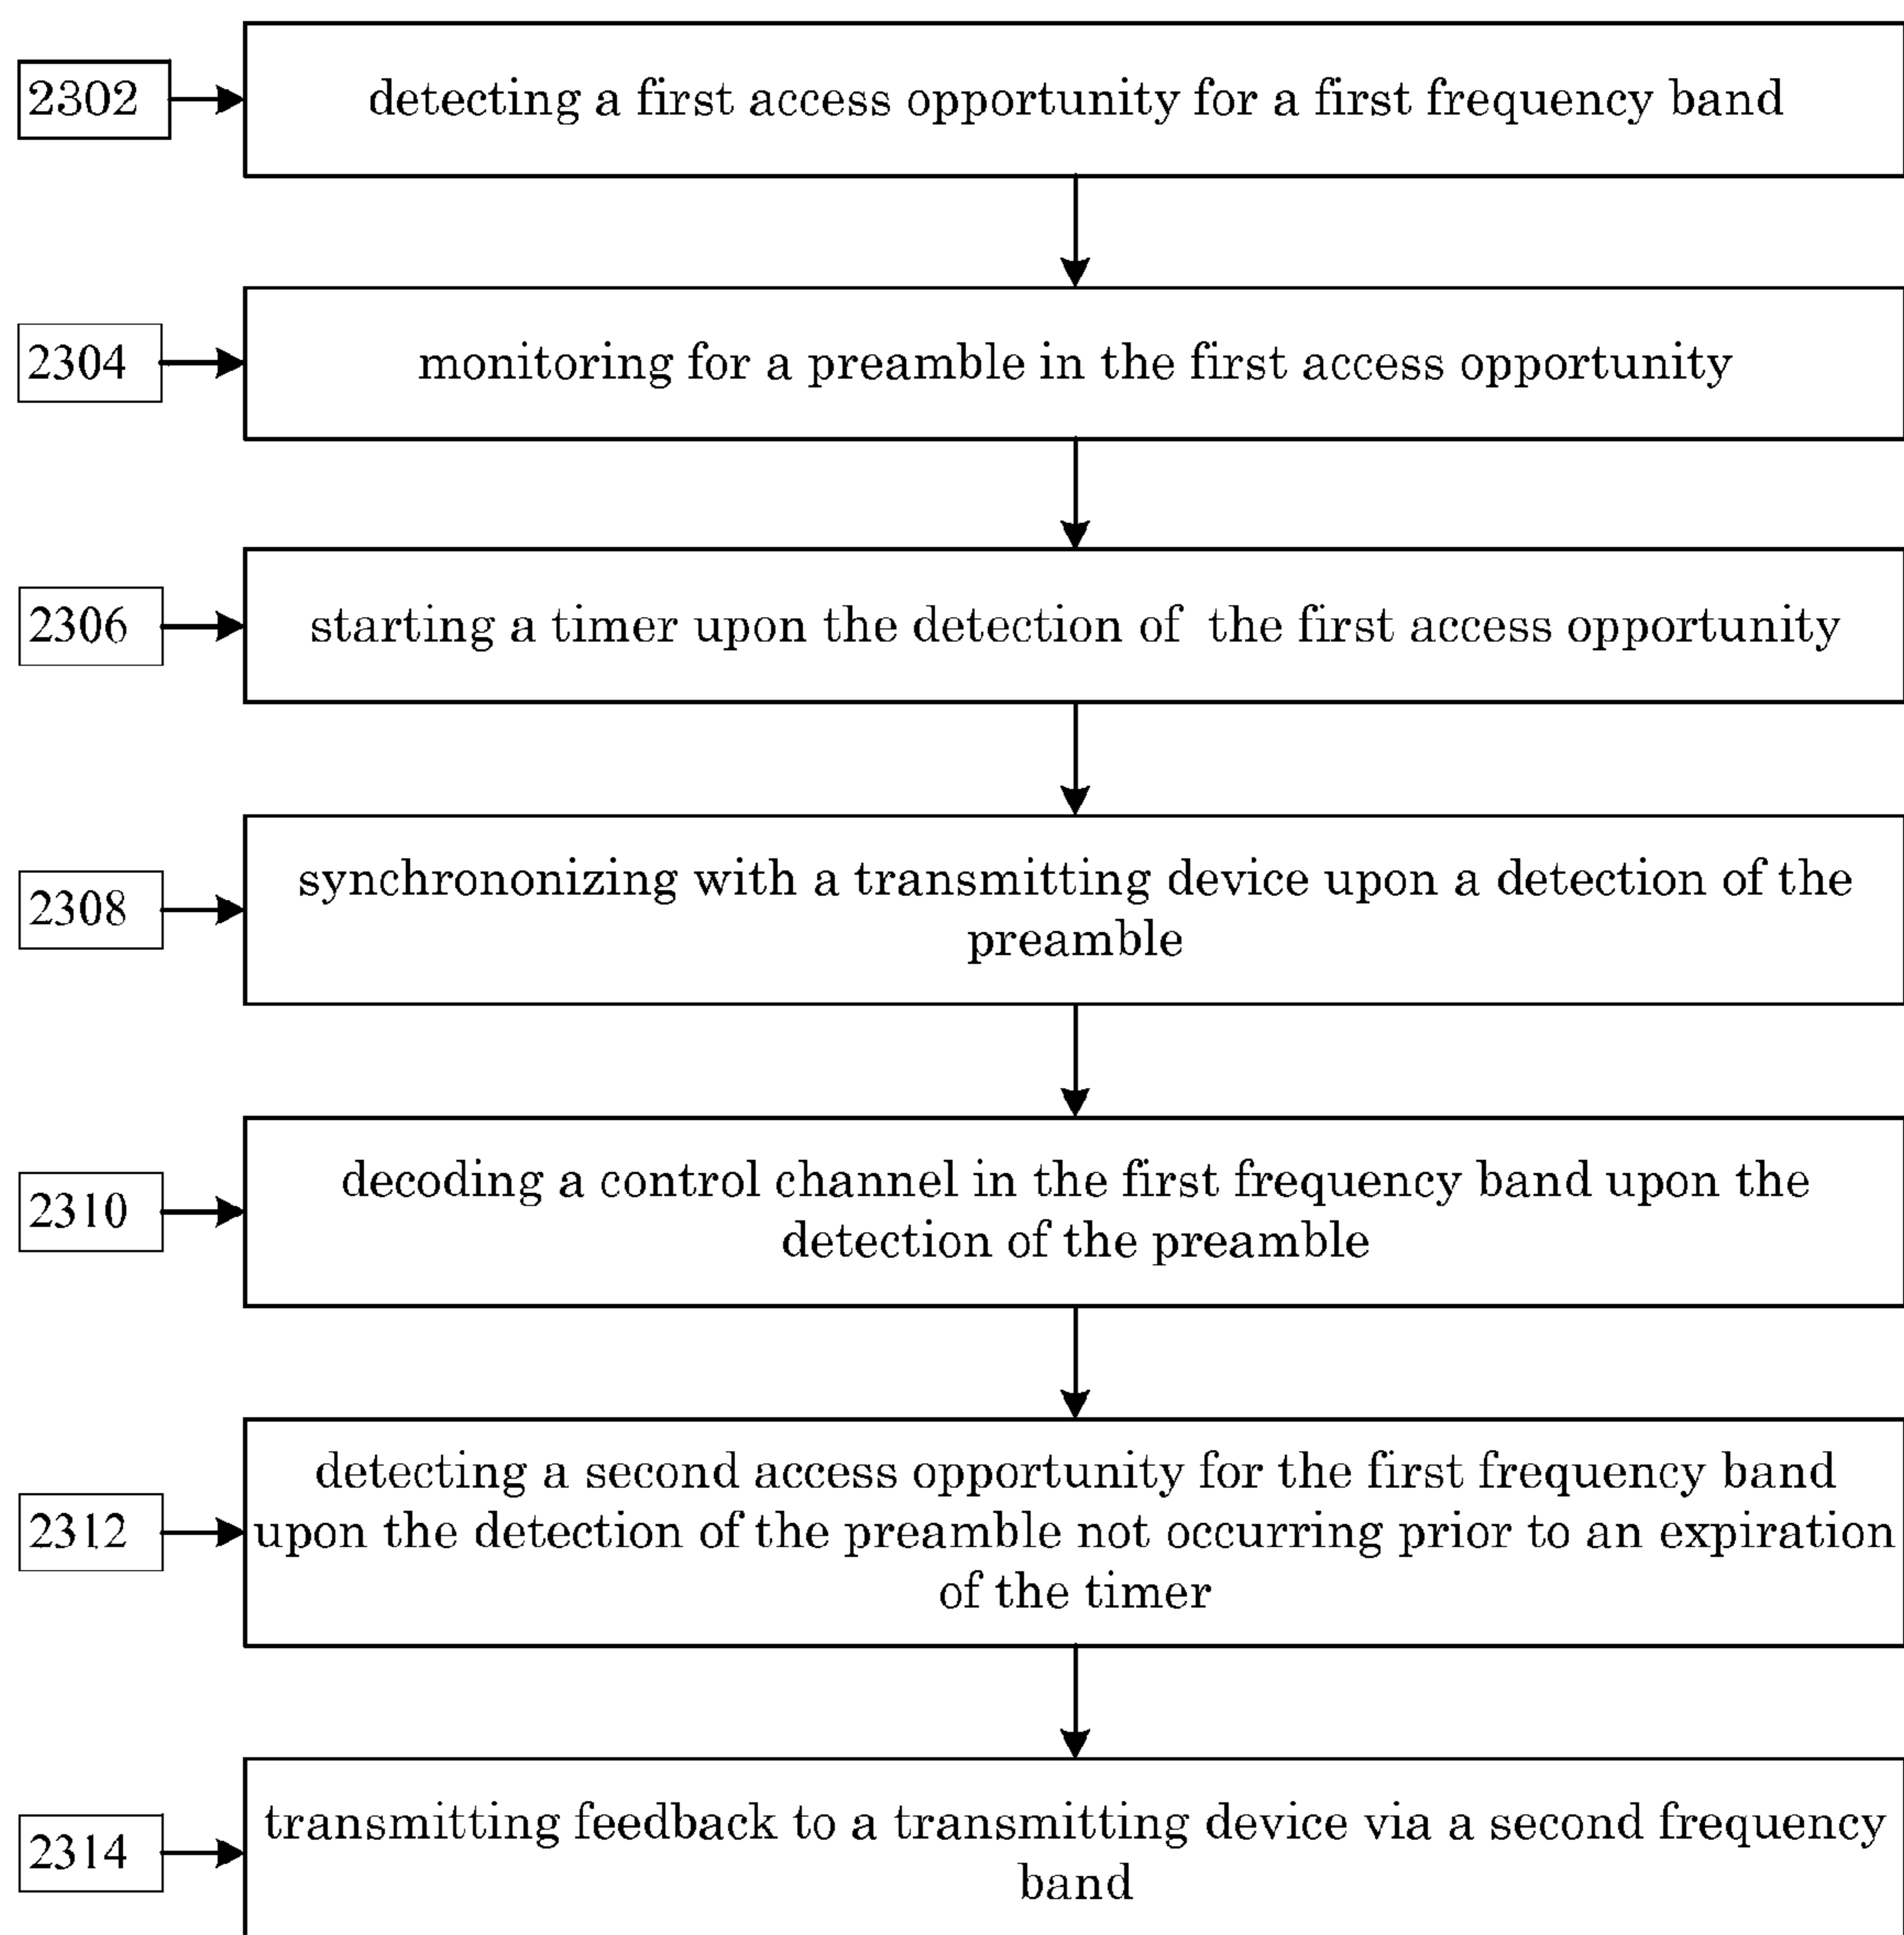 2302
detecting a first access opportunity for a first frequency band
2304
monitoring for a preamble in the first access opportunity
2306
starting a timer upon the detection of the first access opportunity
2308
synchrononizing with a transmitting device upon a detection of the
preamble
2310
decoding a control channel in the first frequency band upon the
detection of the preamble
2312
detecting a second access opportunity for the first frequency band
upon the detection of the preamble not occurring prior to an expiration
of the timer
2314
transmitting feedback to a transmitting device via a second frequency
band